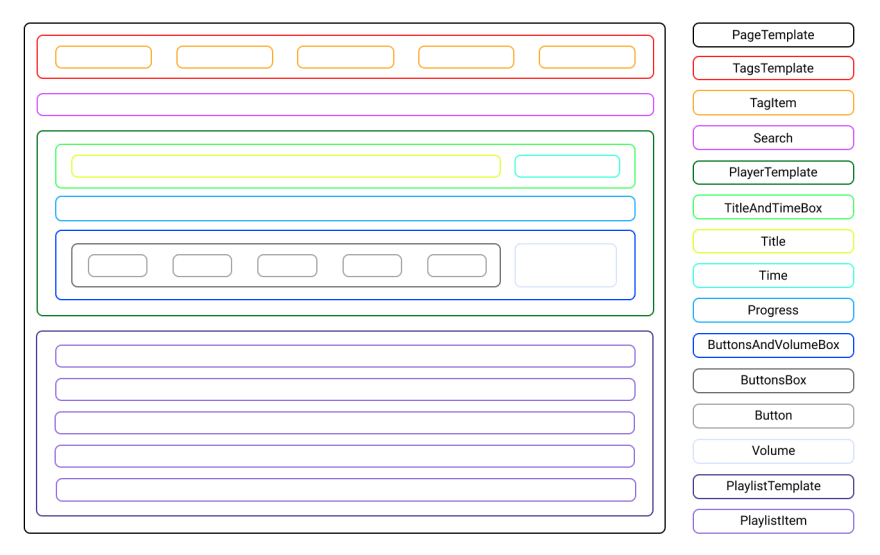 PageTemplate
TagsTemplate
TagItem
Search
PlayerTemplate
TitleAndTimeBox
Title
Time
Progress
ButtonsAndVolumeBox
ButtonsBox
Button
Volume
PlaylistTemplate
PlaylistItem